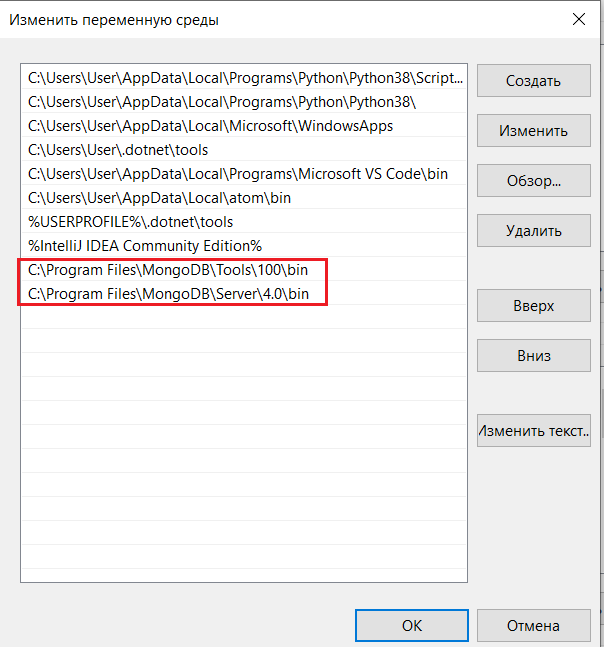 Изменить переменную среды
C:\Users\User\AppData\Local\Programs\Python\Python38\Script...
C:\Users\User\AppData\Local\Programs\Python\Python38\
C:\Users\User\AppData\Local\Microsoft\WindowsApps
C:\Users\User\.dotnet\tools
C:\Users\User\AppData\Local\Programs\Microsoft VS Code\bin
C:\Users\User\AppData\Local\atom\bin
%USERPROFILE%\.dotnet\tools
%IntelliJ IDEA Community Edition%
C:\Program Files\MongoDB\Tools\100\bin
C:\Program Files\MongoDB\Server\4.0\bin
Создать
Изменить
Обзор...
Удалить
Вверх
Вниз
Изменить текст..
ОК
Отмена